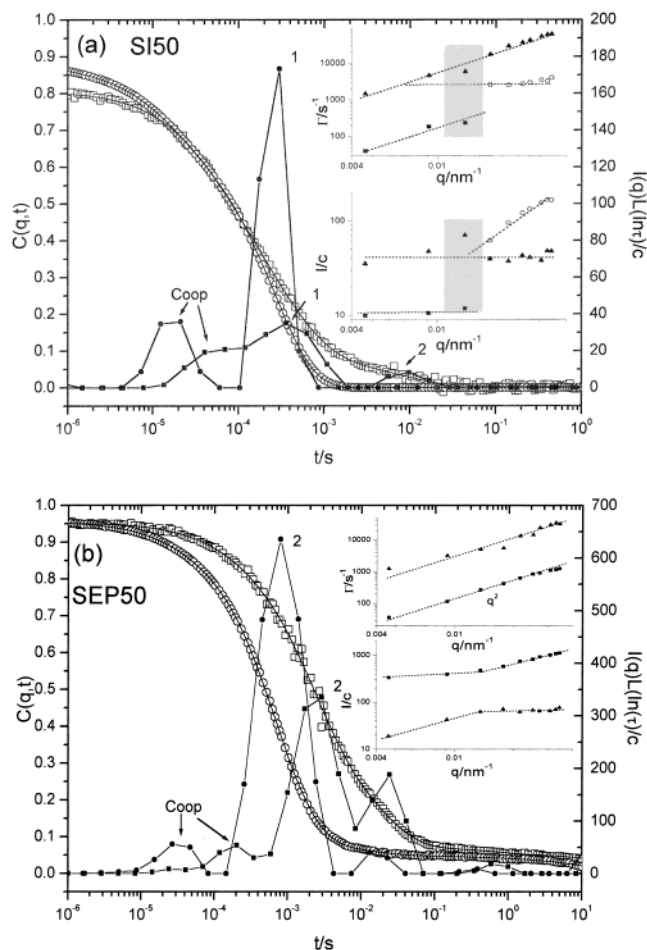 (a) SI50
C(q,t)
1.0
0.9
0.8
0.7
0.6
0.5
0.4
0.3
0.2
0.1
0.0
10⁻⁶ 10⁻⁵ 10⁻⁴ 10⁻³ 10⁻² 10⁻¹ 10⁰
t/s
I(q)L(lnτ)/c
200
180
160
140
120
100
80
60
40
20
0
1
Coop
1
2
Γ/s⁻¹
10000
1000
100
0.004 0.01
q/nm⁻¹
I/c
100
10
0.004 0.01
q/nm⁻¹
(b)
SEP50
C(q,t)
1.0
0.9
0.8
0.7
0.6
0.5
0.4
0.3
0.2
0.1
0.0
10⁻⁶ 10⁻⁵ 10⁻⁴ 10⁻³ 10⁻² 10⁻¹ 10⁰ 10¹
t/s
I(q)L(ln(τ)/c
700
600
500
400
300
200
100
0
2
Coop
2
Γ/s⁻¹
10000
1000
100
q²
0.004 0.01
q/nm⁻¹
I/c
1000
100
10
0.004 0.01
q/nm⁻¹